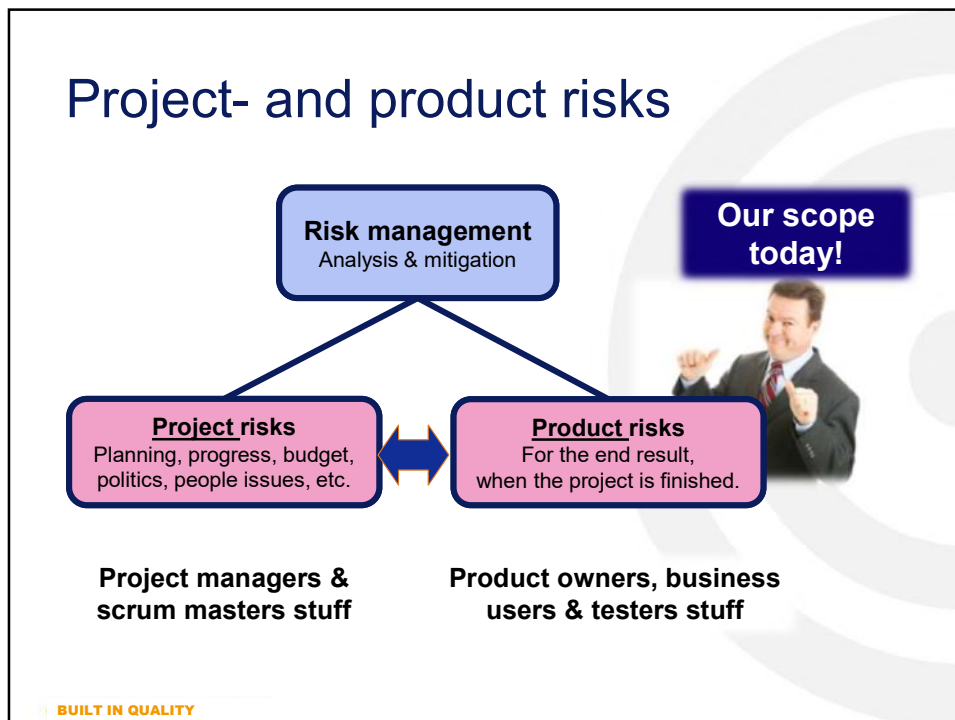 Project- and product risks
Risk management
Analysis & mitigation
Our scope
today!
Project risks
Planning, progress, budget,
politics, people issues, etc.
Product risks
For the end result,
when the project is finished.
Project managers &
scrum masters stuff
Product owners, business
users & testers stuff
BUILT IN QUALITY